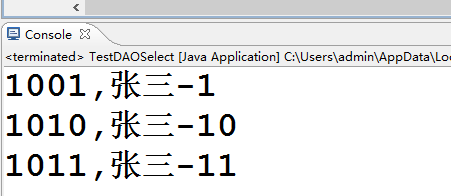 Console
<terminated> TestDAOSelect [Java Application] C:\Users\admin\AppData\Loc
1001,张三-1
1010,张三-10
1011,张三-11